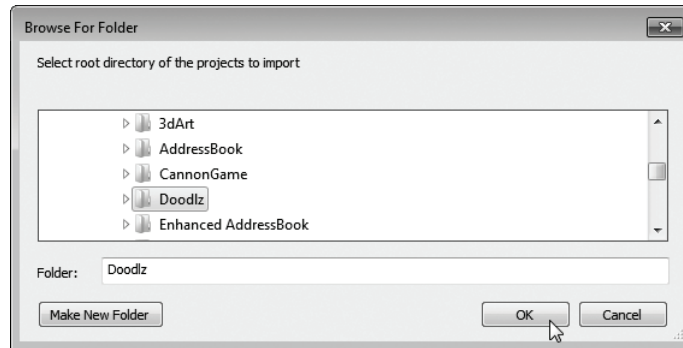 Browse For Folder
Select root directory of the projects to import
3dArt
AddressBook
CannonGame
Doodlz
Enhanced AddressBook
Folder: Doodlz
Make New Folder OK Cancel